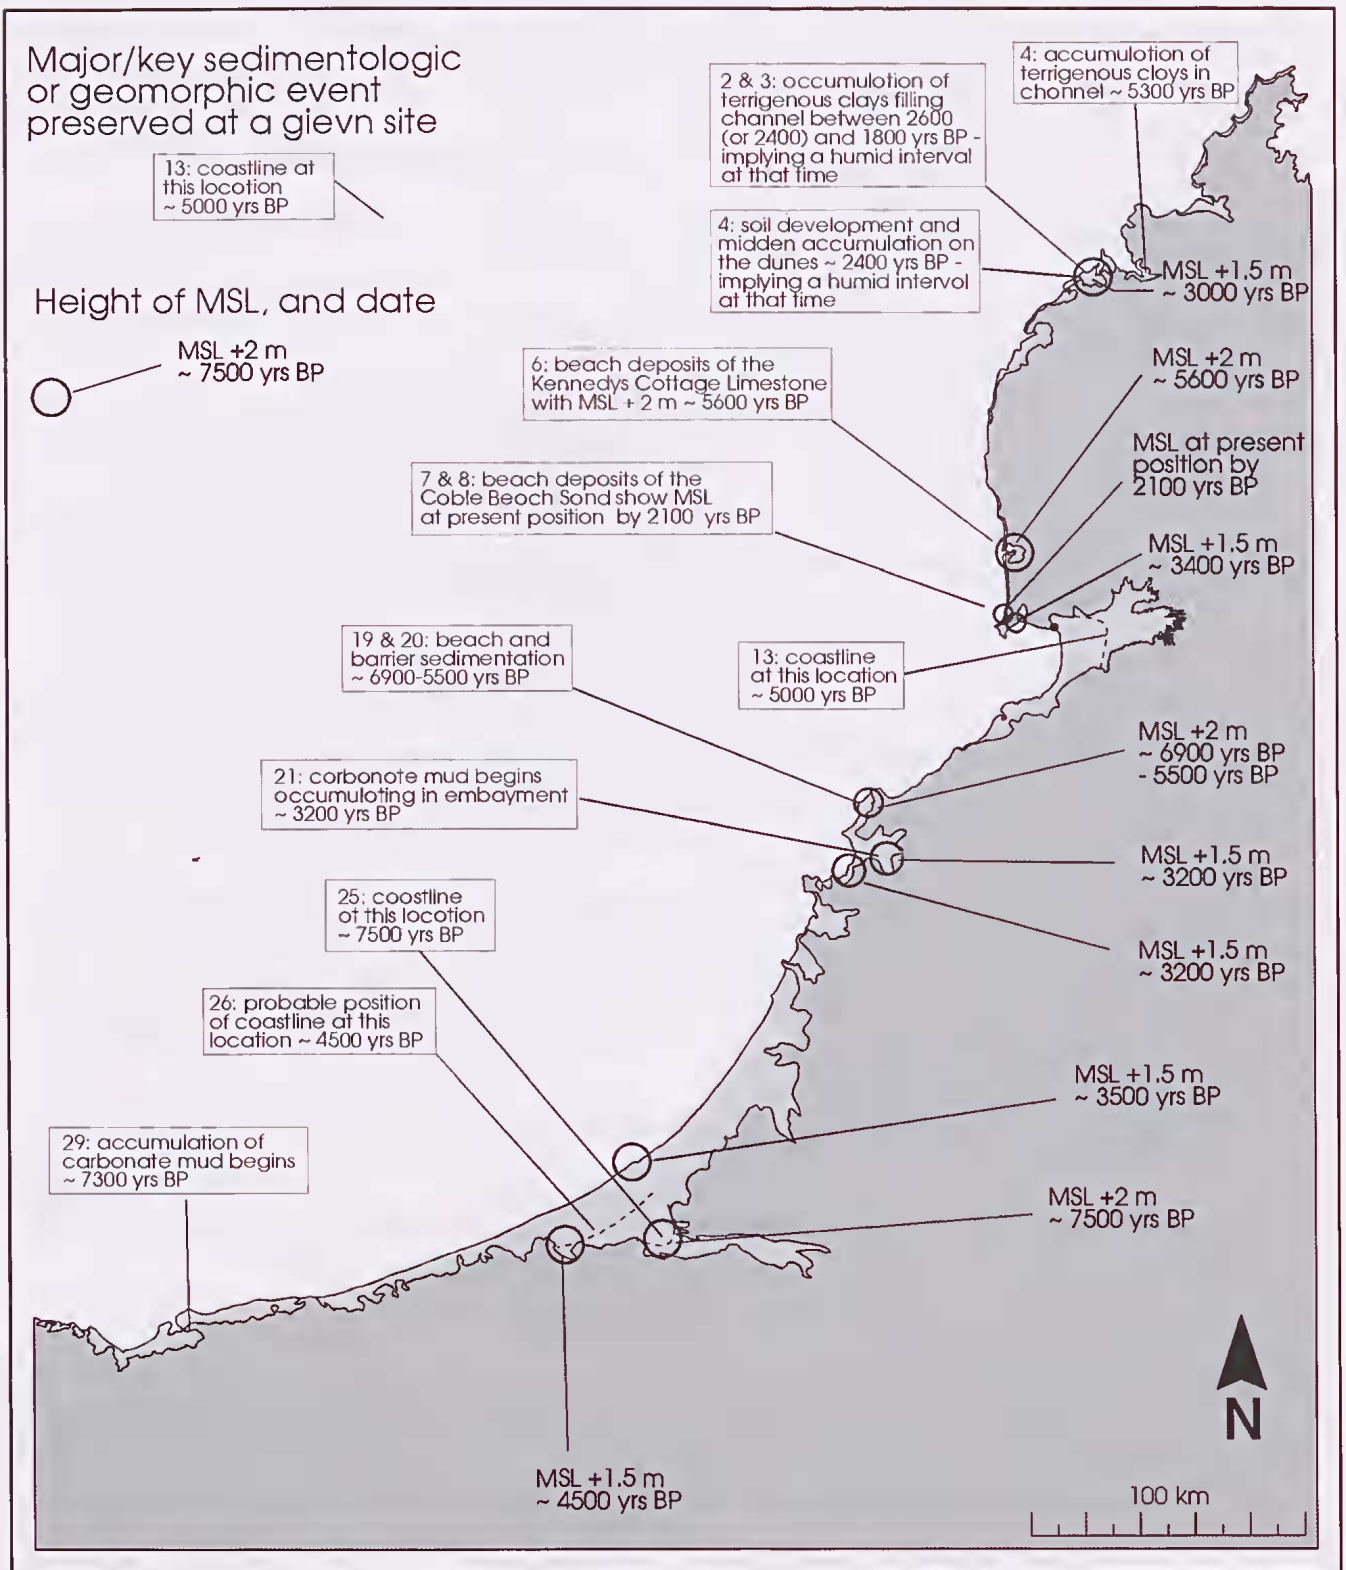 Major/key sedimentologic
or geomorphic event
preserved at a gievn site
13: coastline at
this locotion
~ 5000 yrs BP
Height of MSL, and date
MSL +2 m
~ 7500 yrs BP
2 & 3: occumulotion of
terrigenous clays filling
channel between 2600
(or 2400) and 1800 yrs BP -
implying a humid interval
at that time
4: accumulotion of
terrigenous cloys in
chonnel ~ 5300 yrs BP
4: soil development and
midden accumulation on
the dunes ~ 2400 yrs BP -
implying a humid intervol
at that time
MSL +1.5 m
~ 3000 yrs BP
6: beach deposits of the
Kennedys Cottage Limestone
with MSL + 2 m ~ 5600 yrs BP
MSL +2 m
~ 5600 yrs BP
7 & 8: beach deposits of the
Coble Beoch Sond show MSL
at present position by 2100 yrs BP
MSL at present
position by
2100 yrs BP
MSL +1.5 m
~ 3400 yrs BP
19 & 20: beach and
barrier sedimentation
~ 6900-5500 yrs BP
13: coastline
at this location
~ 5000 yrs BP
MSL +2 m
~ 6900 yrs BP
- 5500 yrs BP
21: corbonote mud begins
occumuloting in embayment
~ 3200 yrs BP
MSL +1.5 m
~ 3200 yrs BP
25: coostline
ot this locotion
~ 7500 yrs BP
MSL +1.5 m
~ 3200 yrs BP
26: probable position
of coastline at this
location ~ 4500 yrs BP
MSL +1.5 m
~ 3500 yrs BP
29: accumulation of
carbonate mud begins
~ 7300 yrs BP
MSL +2 m
~ 7500 yrs BP
MSL +1.5 m
~ 4500 yrs BP
N
100 km